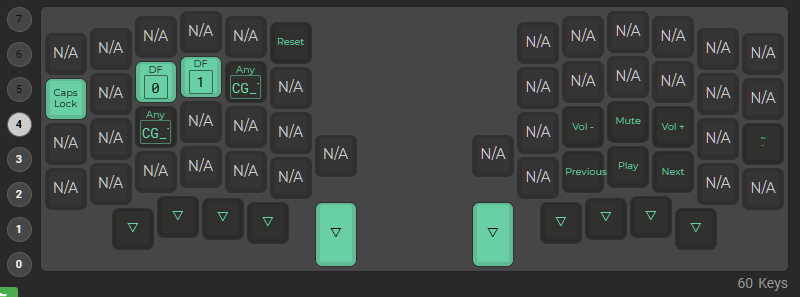 7
N/A N/A N/A N/A N/A Reset N/A N/A N/A N/A N/A N/A
6
5
Caps Lock N/A DF 0 DF 1 Any CG_ N/A N/A N/A N/A N/A N/A N/A
4
N/A N/A Any CG_ N/A N/A N/A N/A N/A Vol - Mute Vol + N/A ~
3
N/A N/A N/A N/A N/A N/A N/A Previous Play Next N/A N/A
2
▽ ▽ ▽ ▽ ▽ ▽ ▽ ▽ ▽ ▽
1
0
60 Keys